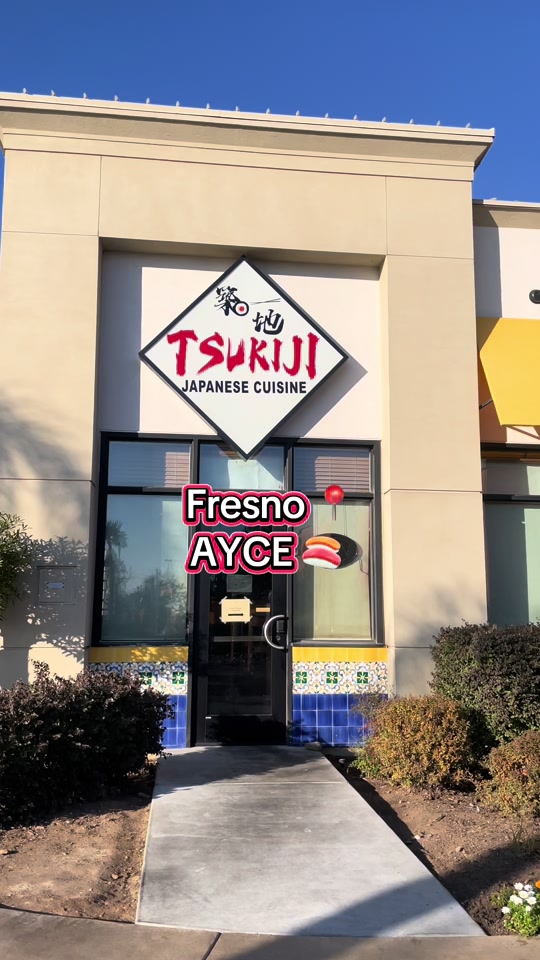 築地
TSUKIJI
JAPANESE CUISINE
Fresno
AYCE